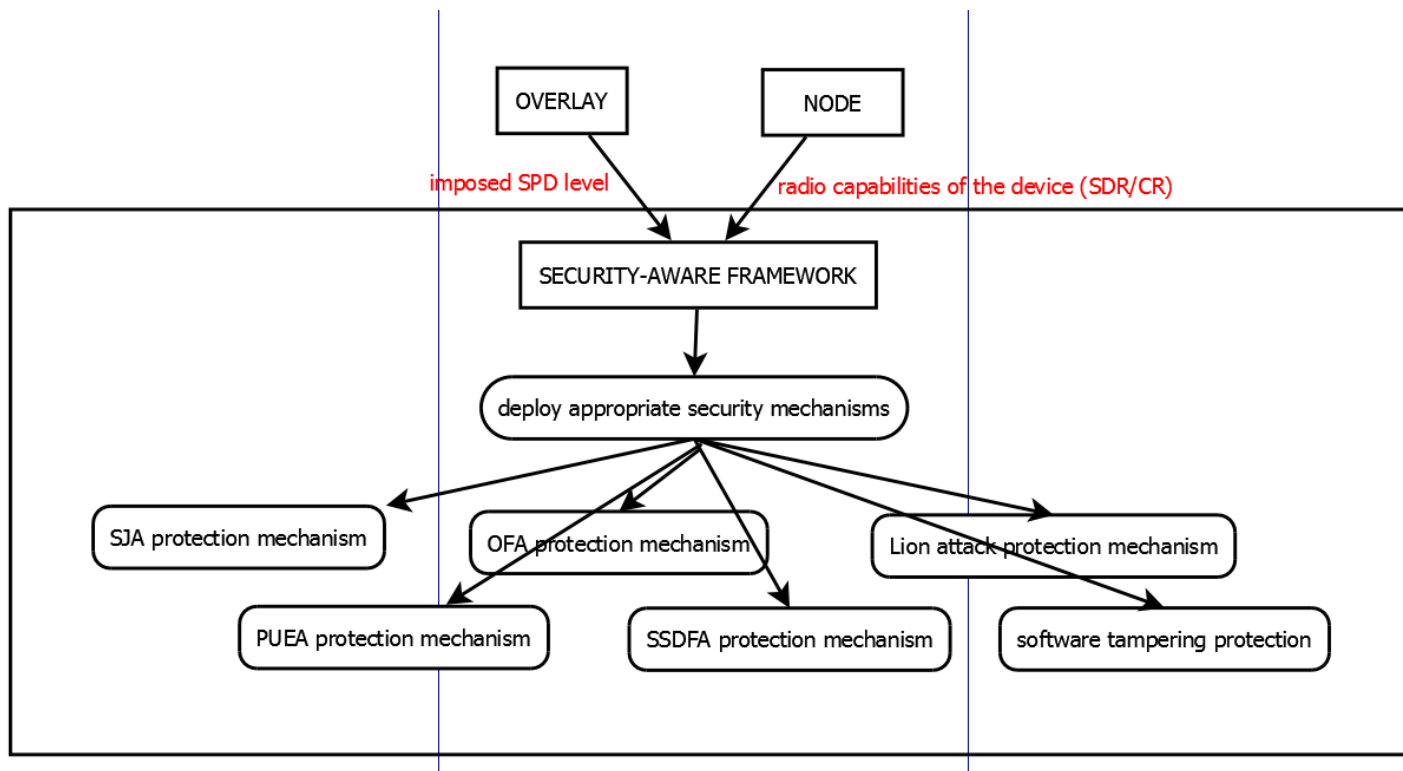 OVERLAY
NODE
imposed SPD level
radio capabilities of the device (SDR/CR)
SECURITY-AWARE FRAMEWORK
deploy appropriate security mechanisms
SJA protection mechanism
OFA protection mechanism
Lion attack protection mechanism
PUEA protection mechanism
SSDFA protection mechanism
software tampering protection